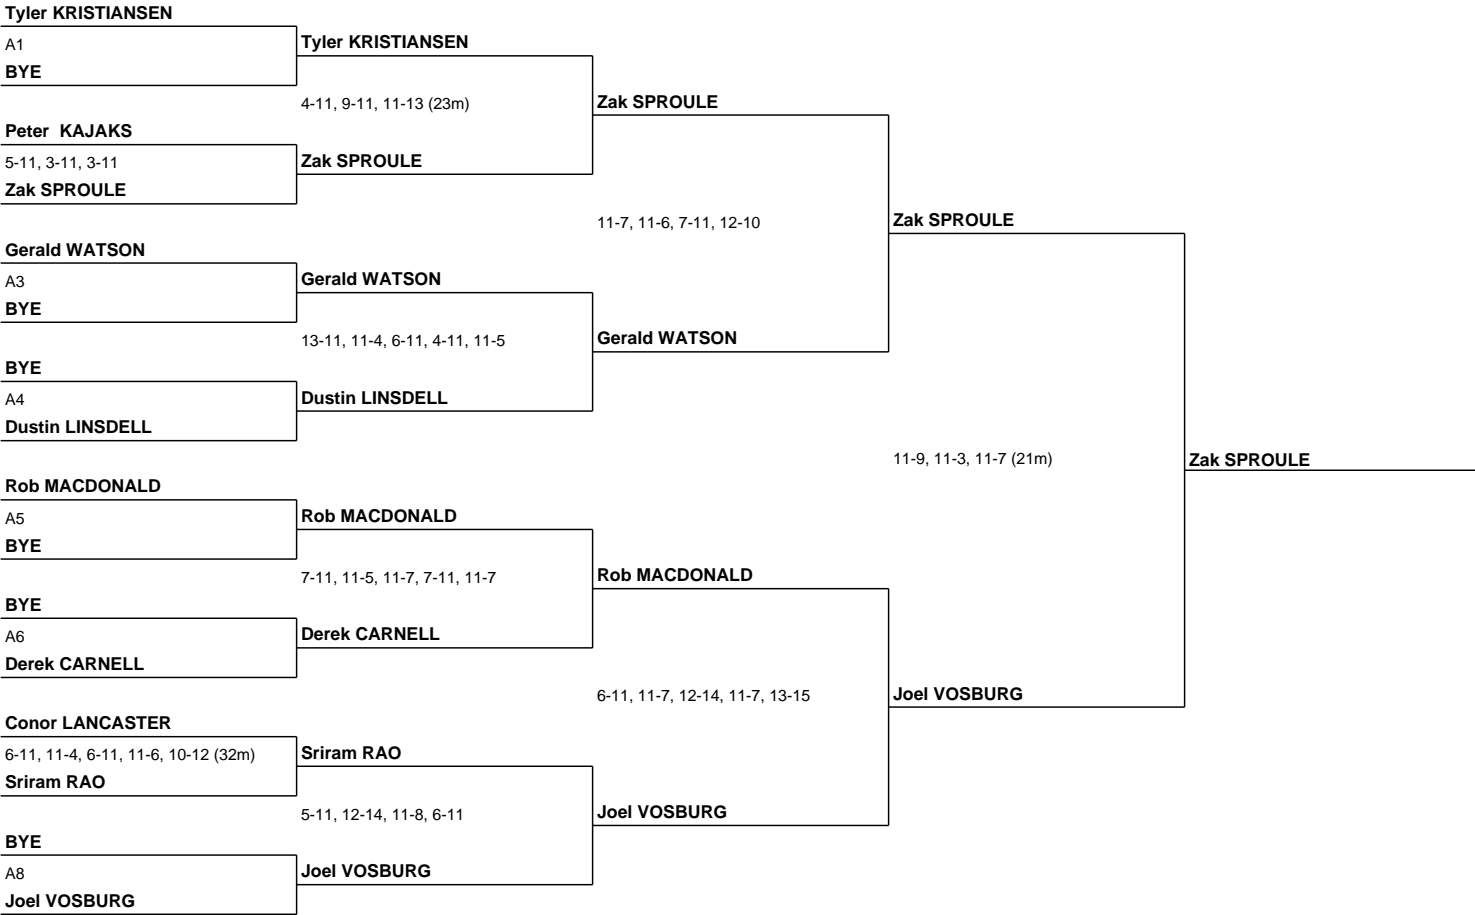 Tyler KRISTIANSEN
A1
BYE
Peter  KAJAKS
5-11, 3-11, 3-11
Zak SPROULE
Gerald WATSON
A3
BYE
BYE
A4
Dustin LINSDELL
Rob MACDONALD
A5
BYE
BYE
A6
Derek CARNELL
Conor LANCASTER
6-11, 11-4, 6-11, 11-6, 10-12 (32m)
Sriram RAO
BYE
A8
Joel VOSBURG
Tyler KRISTIANSEN
4-11, 9-11, 11-13 (23m)
Zak SPROULE
Gerald WATSON
13-11, 11-4, 6-11, 4-11, 11-5
Dustin LINSDELL
Rob MACDONALD
7-11, 11-5, 11-7, 7-11, 11-7
Derek CARNELL
Sriram RAO
5-11, 12-14, 11-8, 6-11
Joel VOSBURG
Zak SPROULE
11-7, 11-6, 7-11, 12-10
Gerald WATSON
Rob MACDONALD
6-11, 11-7, 12-14, 11-7, 13-15
Joel VOSBURG
Zak SPROULE
11-9, 11-3, 11-7 (21m)
Joel VOSBURG
Zak SPROULE